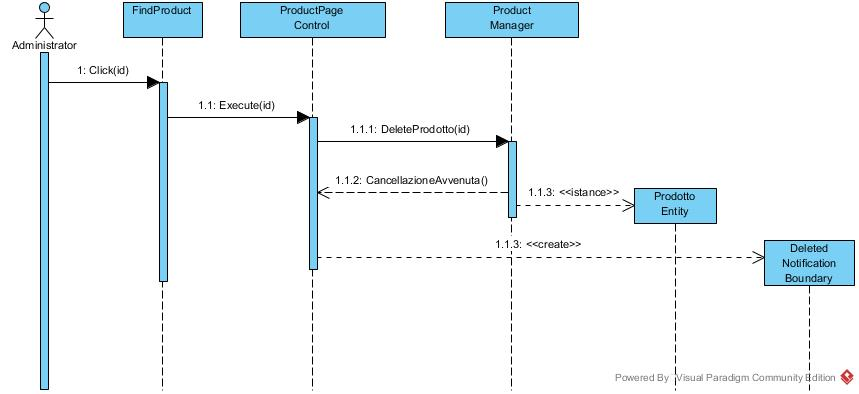 FindProduct
ProductPage
Control
Product
Manager
Administrator
1: Click(id)
1.1: Execute(id)
1.1.1: DeleteProdotto(id)
1.1.2: CancellazioneAvvenuta()
1.1.3: <<istance>>
Prodotto
Entity
1.1.3: <<create>>
Deleted
Notification
Boundary
Powered By Visual Paradigm Community Edition